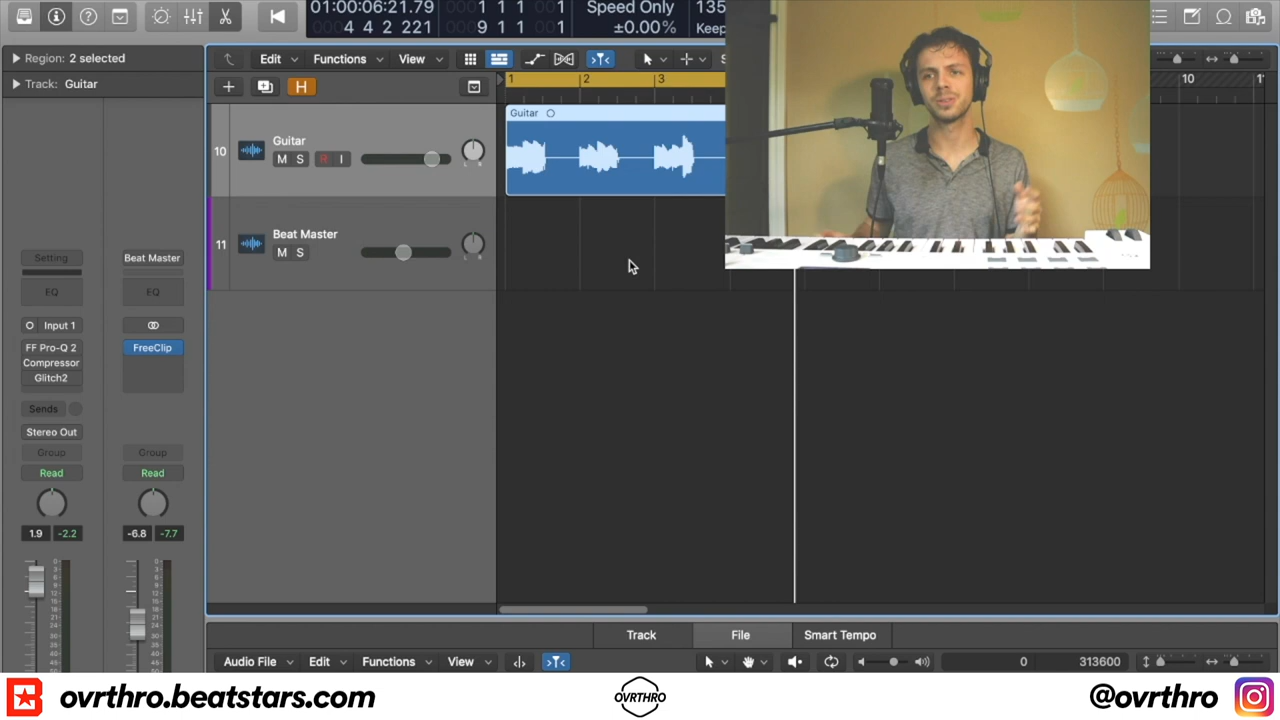 01:00:06:21.79
4 4 2 221
1 1 1
9 1 1 1
Speed Only
±0.00%
135
Keep
Region: 2 selected
Track: Guitar
Edit
Functions
View
H
1
2
3
10
11
10
Guitar
M S R I
Guitar
11
Beat Master
M S
Setting
Beat Master
EQ
EQ
Input 1
FF Pro-Q 2
FreeClip
Compressor
Glitch2
Sends
Stereo Out
Group
Group
Read
Read
1.9
-2.2
-6.8
-7.7
Track
File
Smart Tempo
Audio File
Edit
Functions
View
0
313600
ovrthro.beatstars.com
OVRTHRO
@ovrthro